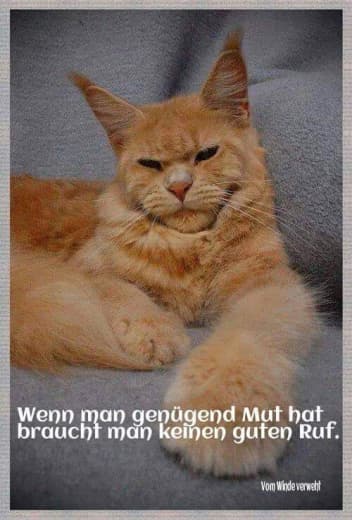 Wenn man genügend Mut hat
braucht man keinen guten Ruf.
Vom Winde verweht